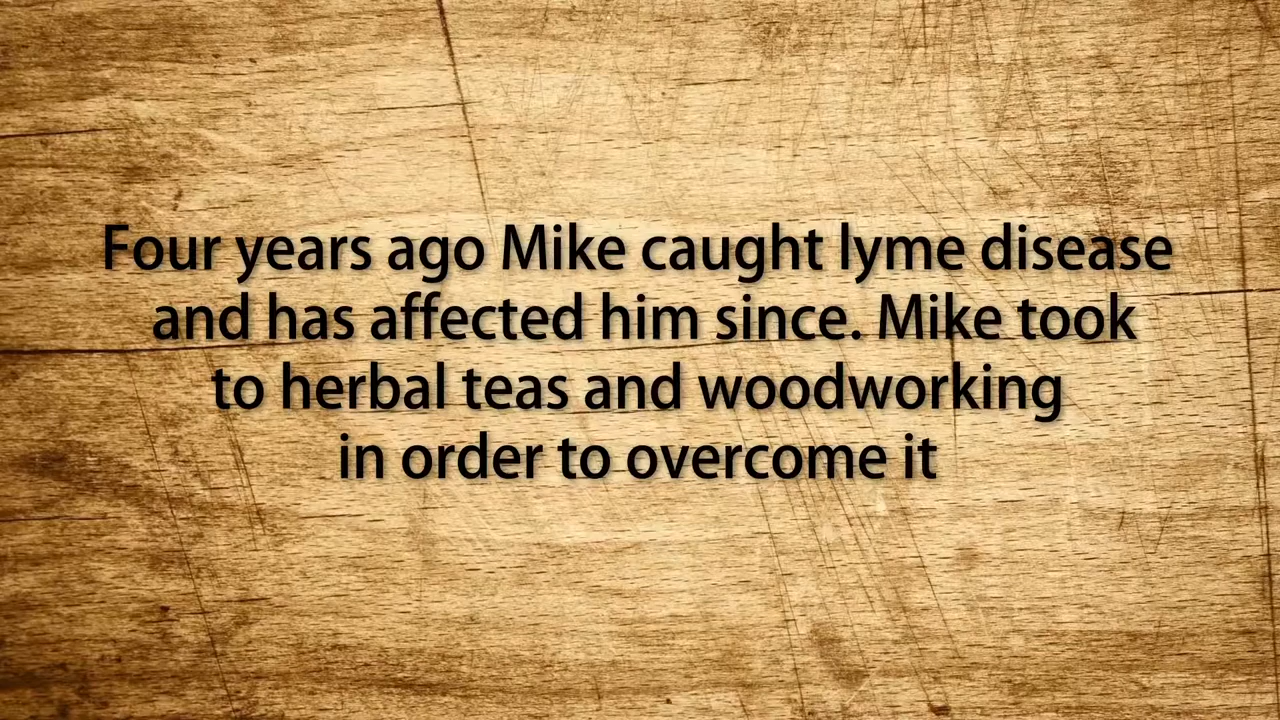 Four years ago Mike caught lyme disease
and has affected him since. Mike took
to herbal teas and woodworking
in order to overcome it